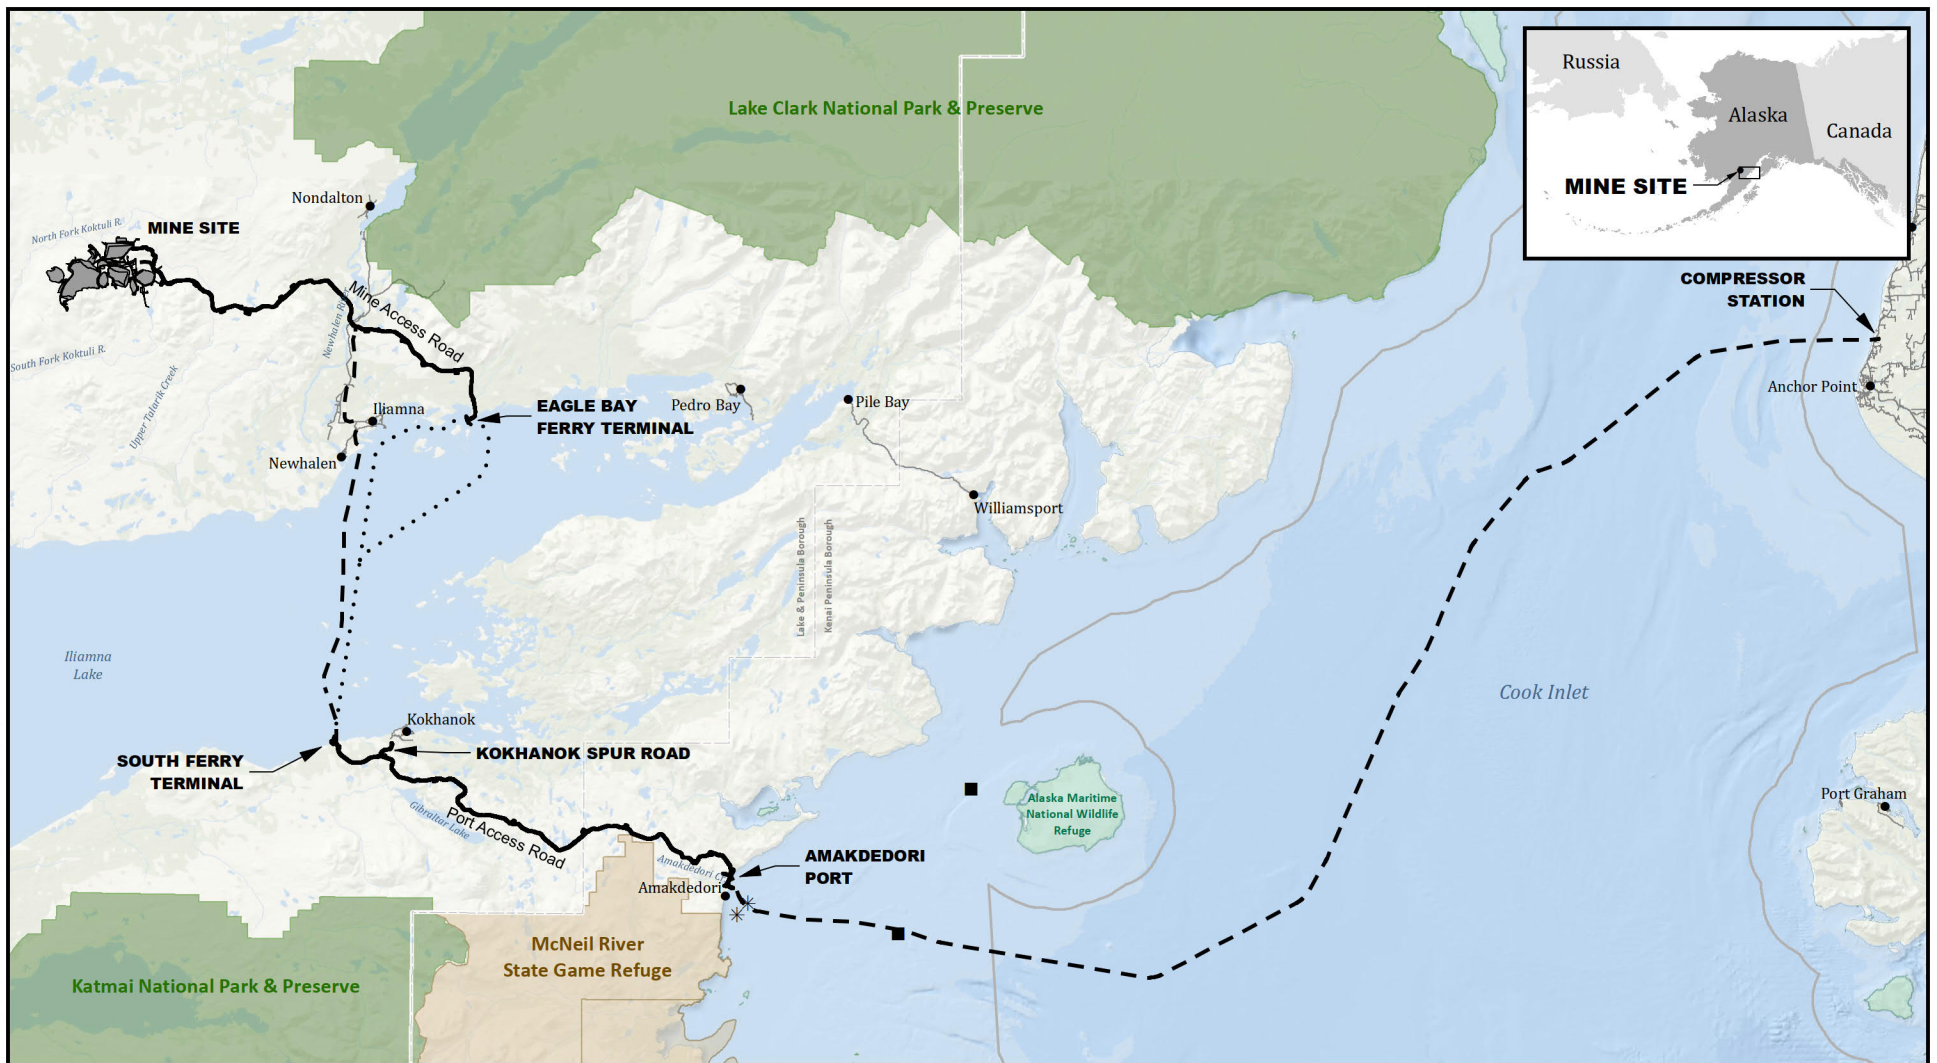 Lake Clark National Park & Preserve
Russia
Alaska
Canada
MINE SITE
Nondalton
North Fork Koktuli R.
MINE SITE
COMPRESSOR
STATION
Mine Access Road
Newhalen River
South Fork Koktuli R.
Upper Talarik Creek
Anchor Point
Iliamna
EAGLE BAY
FERRY TERMINAL
Pedro Bay
Pile Bay
Newhalen
Williamsport
Lake & Peninsula Borough
Kenai Peninsula Borough
Iliamna
Lake
Cook Inlet
Kokhanok
SOUTH FERRY
TERMINAL
KOKHANOK SPUR ROAD
Gibraltar Lake
Port Access Road
Alaska Maritime
National Wildlife
Refuge
Port Graham
Amakdedori Cr.
AMAKDEDORI
PORT
Amakdedori
McNeil River
State Game Refuge
Katmai National Park & Preserve